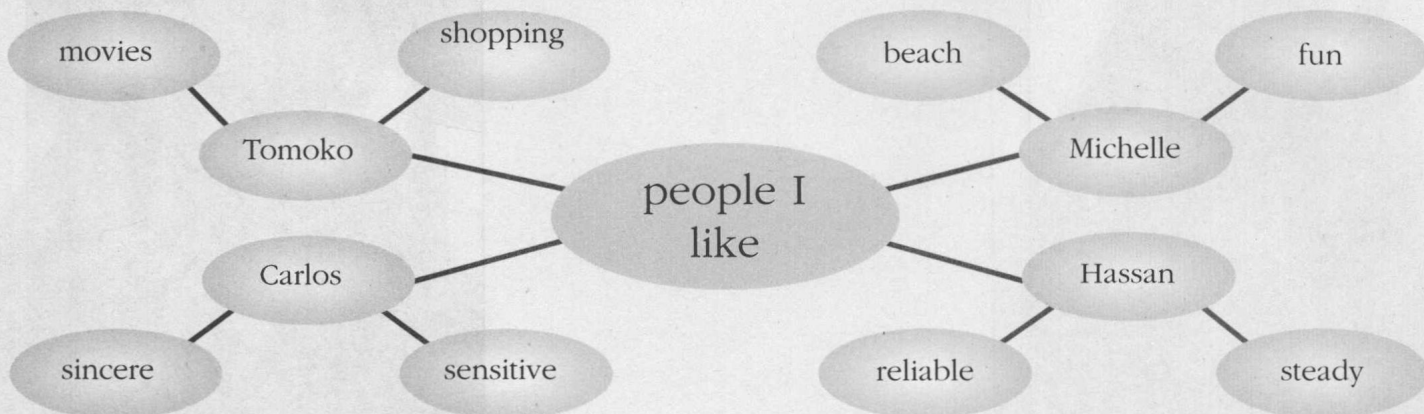 movies
shopping
beach
fun
Tomoko
Michelle
people I
like
Carlos
Hassan
sincere
sensitive
reliable
steady